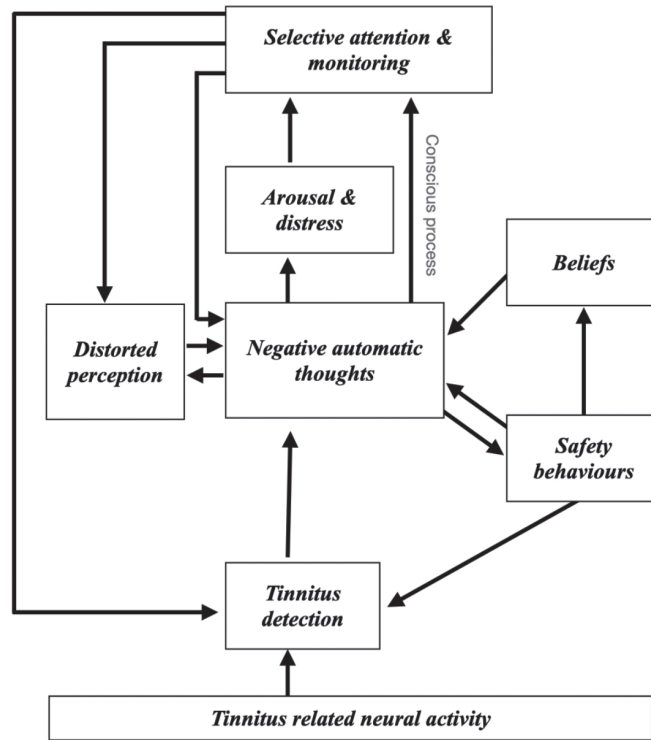 Selective attention &
monitoring
Conscious process
Arousal &
distress
Beliefs
Distorted
perception
Negative automatic
thoughts
Safety
behaviours
Tinnitus
detection
Tinnitus related neural activity